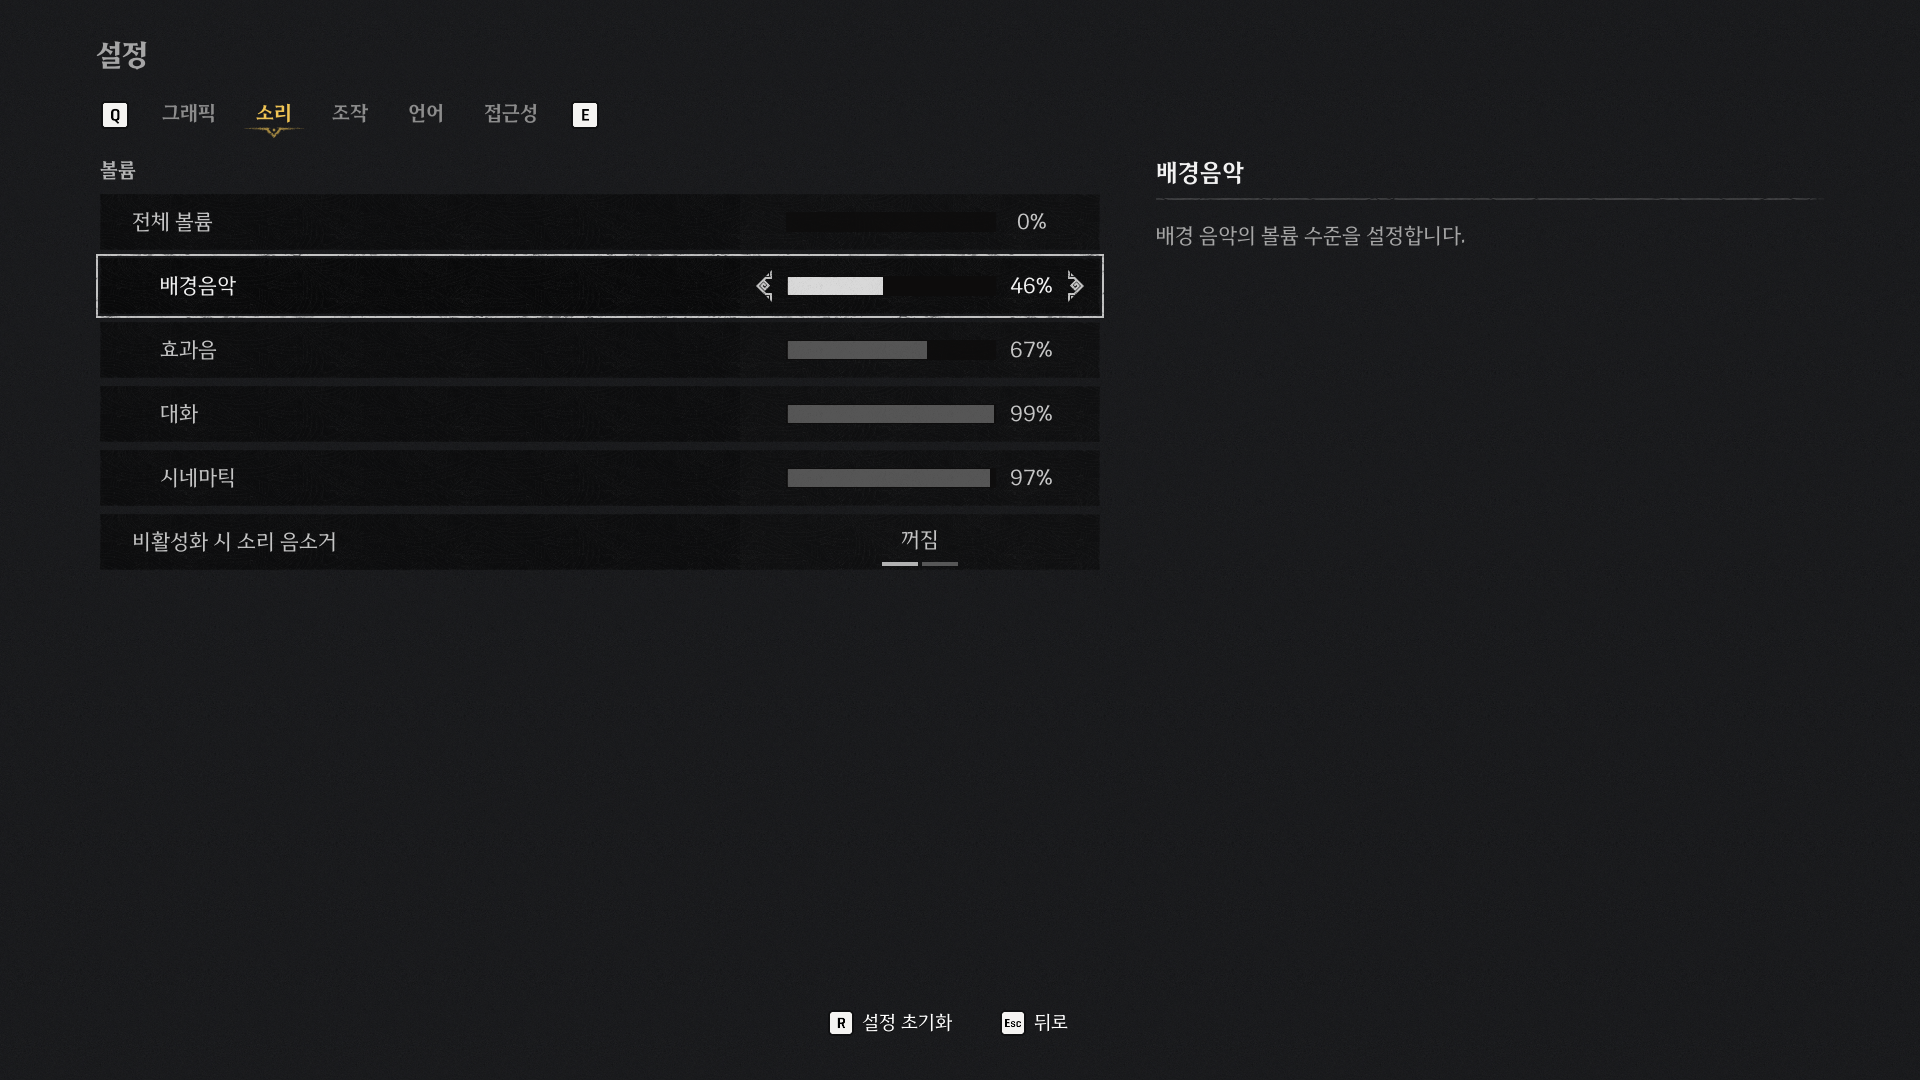 설정
Q 그래픽 소리 조작 언어 접근성 E
볼륨
전체 볼륨 0%
배경음악 46%
효과음 67%
대화 99%
시네마틱 97%
비활성화 시 소리 음소거 꺼짐
배경음악
배경 음악의 볼륨 수준을 설정합니다.
R 설정 초기화 Esc 뒤로